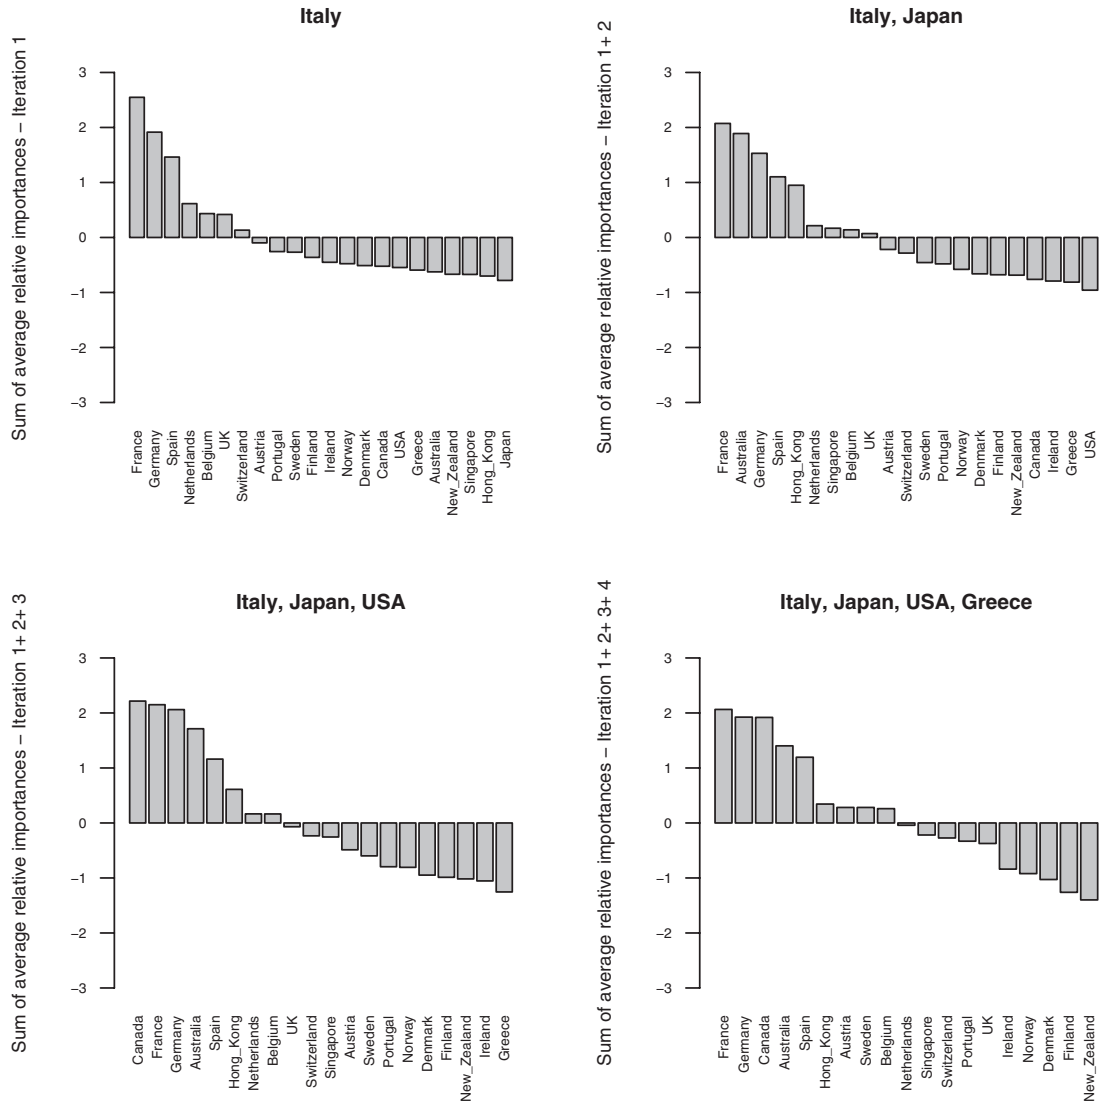 Italy
Sum of average relative importances – Iteration 1
3
2
1
0
−1
−2
−3
France
Germany
Spain
Netherlands
Belgium
UK
Switzerland
Austria
Portugal
Sweden
Finland
Ireland
Norway
Denmark
Canada
USA
Greece
Australia
New_Zealand
Singapore
Hong_Kong
Japan
Italy, Japan
Sum of average relative importances – Iteration 1+ 2
3
2
1
0
−1
−2
−3
France
Australia
Germany
Spain
Hong_Kong
Netherlands
Singapore
Belgium
UK
Austria
Switzerland
Sweden
Portugal
Norway
Denmark
Finland
New_Zealand
Canada
Ireland
Greece
USA
Italy, Japan, USA
Sum of average relative importances – Iteration 1+ 2+ 3
3
2
1
0
−1
−2
−3
Canada
France
Germany
Australia
Spain
Hong_Kong
Netherlands
Belgium
UK
Switzerland
Singapore
Austria
Sweden
Portugal
Norway
Denmark
Finland
New_Zealand
Ireland
Greece
Italy, Japan, USA, Greece
Sum of average relative importances – Iteration 1+ 2+ 3+ 4
3
2
1
0
−1
−2
−3
France
Germany
Canada
Australia
Spain
Hong_Kong
Austria
Sweden
Belgium
Netherlands
Singapore
Switzerland
Portugal
UK
Ireland
Norway
Denmark
Finland
New_Zealand